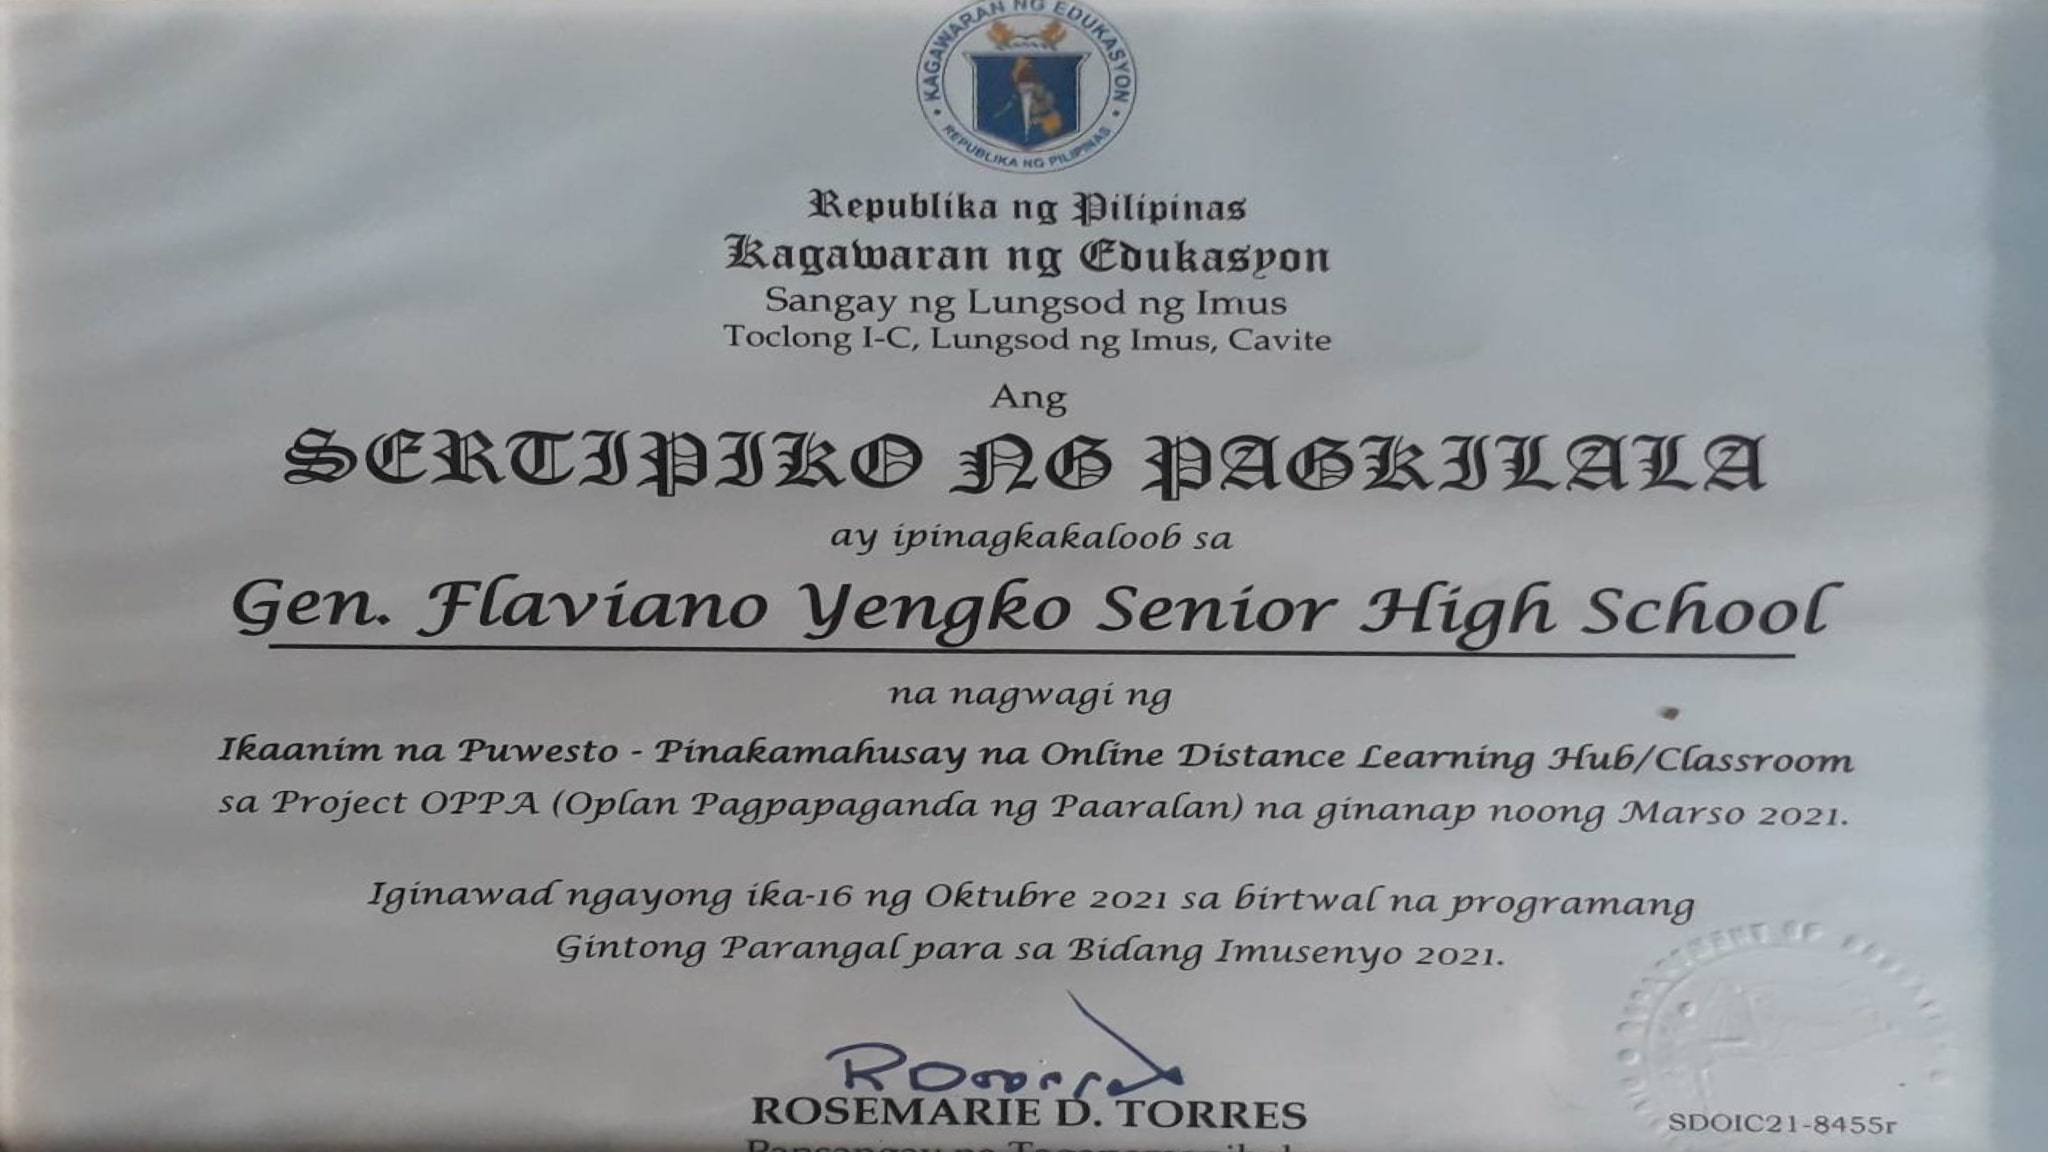 KAGAWARAN NG EDUKASYON
REPUBLIKA NG PILIPINAS
Republika ng Pilipinas
Kagawaran ng Edukasyon
Sangay ng Lungsod ng Imus
Toclong I-C, Lungsod ng Imus, Cavite
Ang
SERTIPIKO NG PAGKILALA
ay ipinagkakaloob sa
Gen. Flaviano Yengko Senior High School
na nagwagi ng
Ikaanim na Puwesto - Pinakamahusay na Online Distance Learning Hub/Classroom
sa Project OPPA (Oplan Pagpapaganda ng Paaralan) na ginanap noong Marso 2021.
Iginawad ngayong ika-16 ng Oktubre 2021 sa birtwal na programang
Gintong Parangal para sa Bidang Imusenyo 2021.
ROSEMARIE D. TORRES
SDOIC21-8455r